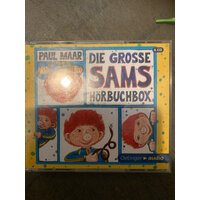 PAUL MAAR
DIE GROSSE
SAMS
HÖRBUCHBOX
Oetinger audio